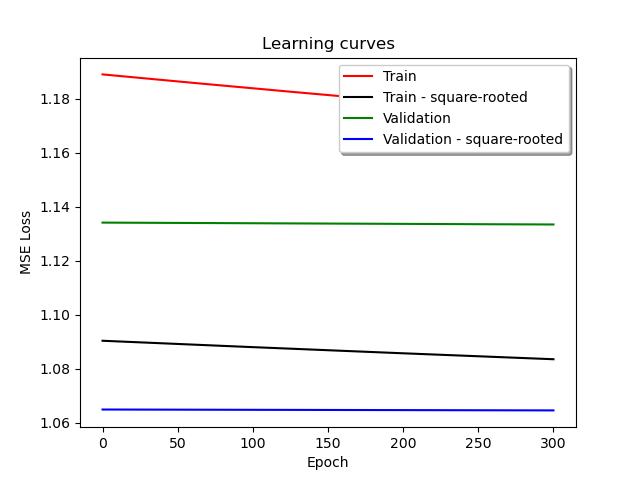 Learning curves
Train
Train - square-rooted
Validation
Validation - square-rooted
MSE Loss
1.18
1.16
1.14
1.12
1.10
1.08
1.06
0 50 100 150 200 250 300
Epoch